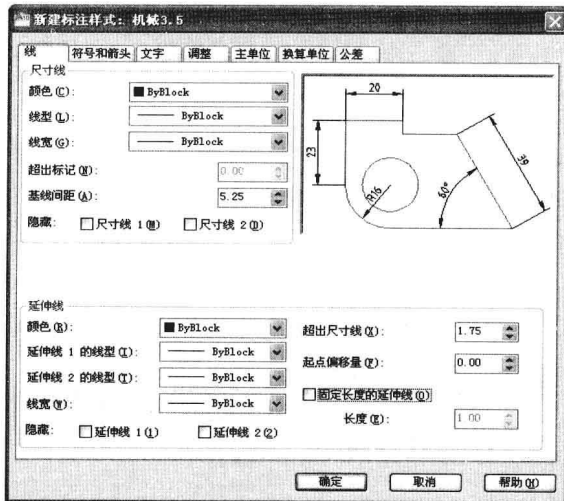 新建标注样式: 机械3.5
线 符号和箭头 文字 调整 主单位 换算单位 公差
尺寸线
颜色(C): ByBlock
线型(L): ByBlock
线宽(G): ByBlock
超出标记(N): 0.00
基线间距(A): 5.25
隐藏: 尺寸线 1(M) 尺寸线 2(D)
20
23
39
R16
60°
延伸线
颜色(R): ByBlock
延伸线 1 的线型(I): ByBlock
延伸线 2 的线型(T): ByBlock
线宽(W): ByBlock
隐藏: 延伸线 1(1) 延伸线 2(2)
超出尺寸线(X): 1.75
起点偏移量(F): 0.00
固定长度的延伸线(O)
长度(E): 1.00
确定 取消 帮助(H)